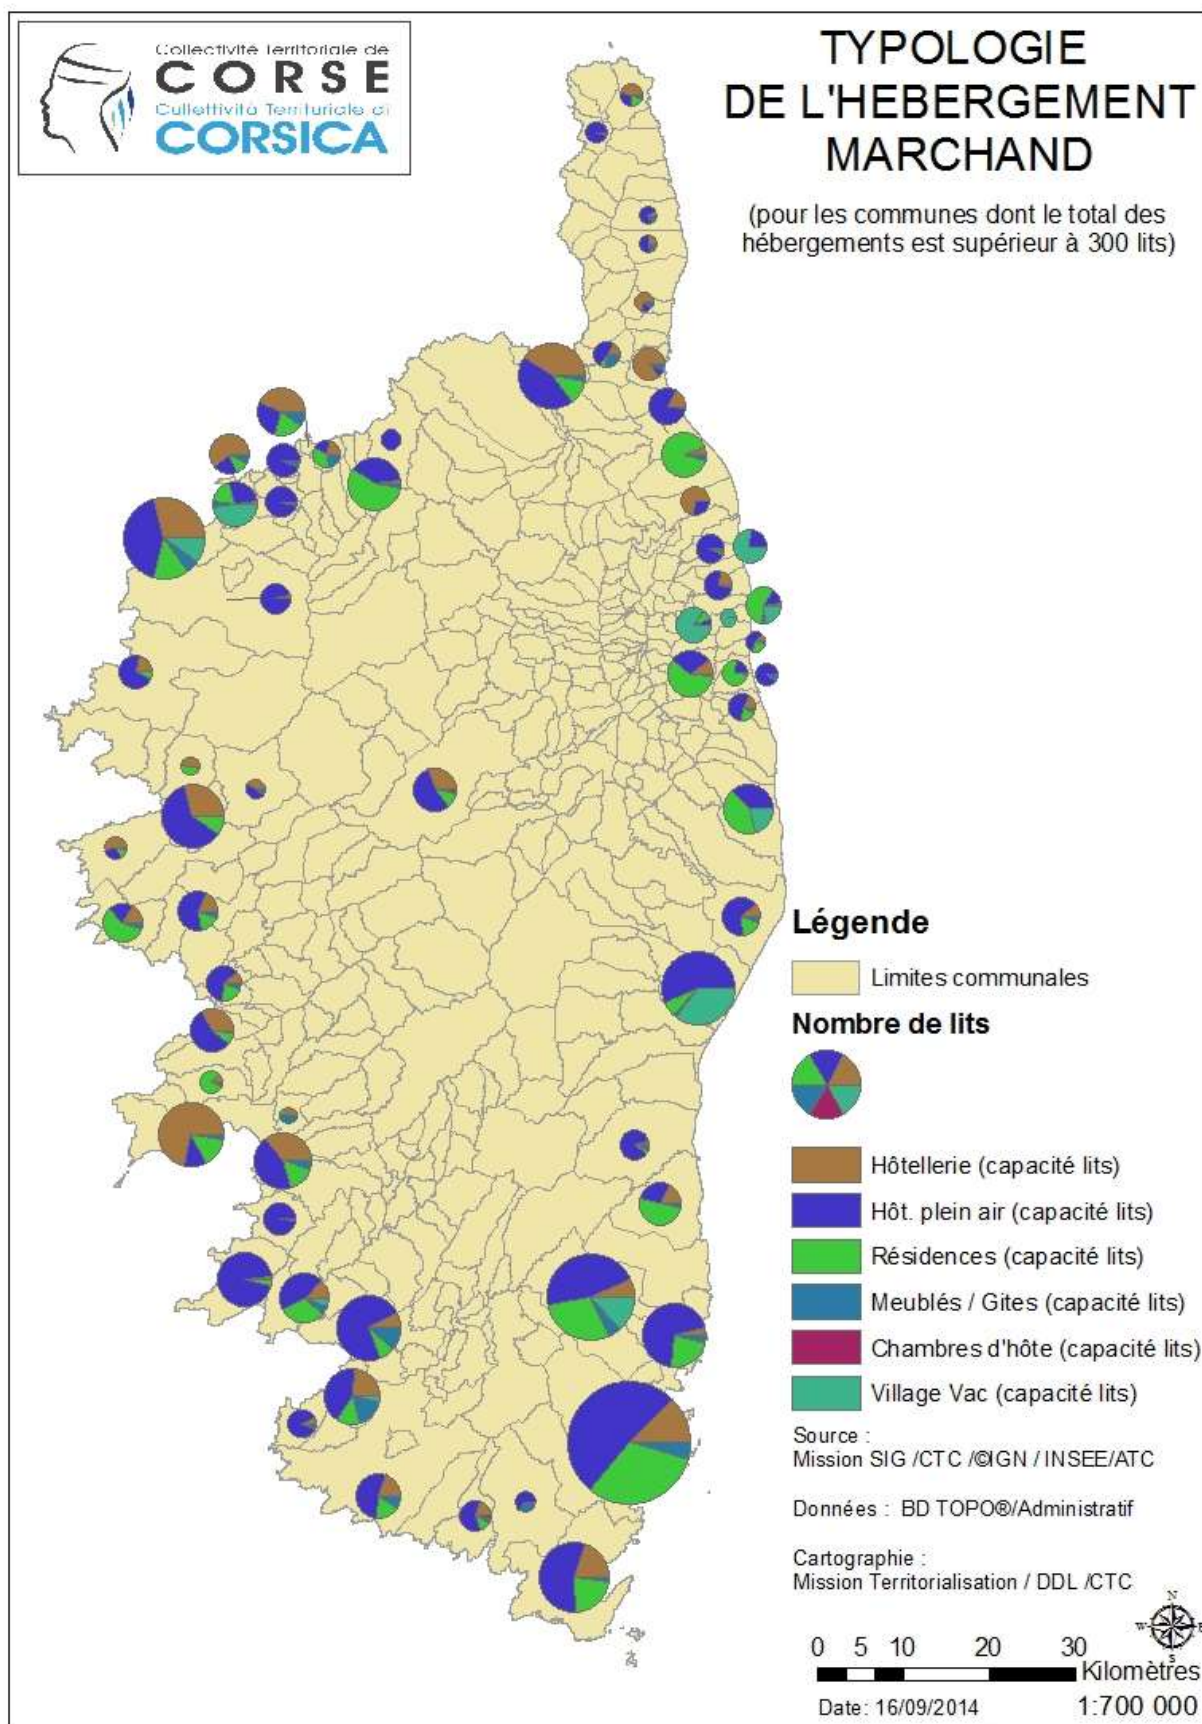 Collectivité Territoriale de
CORSE
Cullettività Territuriale di
CORSICA
TYPOLOGIE
DE L'HEBERGEMENT
MARCHAND
(pour les communes dont le total des
hébergements est supérieur à 300 lits)
Légende
Limites communales
Nombre de lits
Hôtellerie (capacité lits)
Hôt. plein air (capacité lits)
Résidences (capacité lits)
Meublés / Gites (capacité lits)
Chambres d'hôte (capacité lits)
Village Vac (capacité lits)
Source :
Mission SIG /CTC /©IGN / INSEE/ATC
Données : BD TOPO®/Administratif
Cartographie :
Mission Territorialisation / DDL /CTC
N
W E
S
0 5 10 20 30
Kilomètres
Date: 16/09/2014 1:700 000